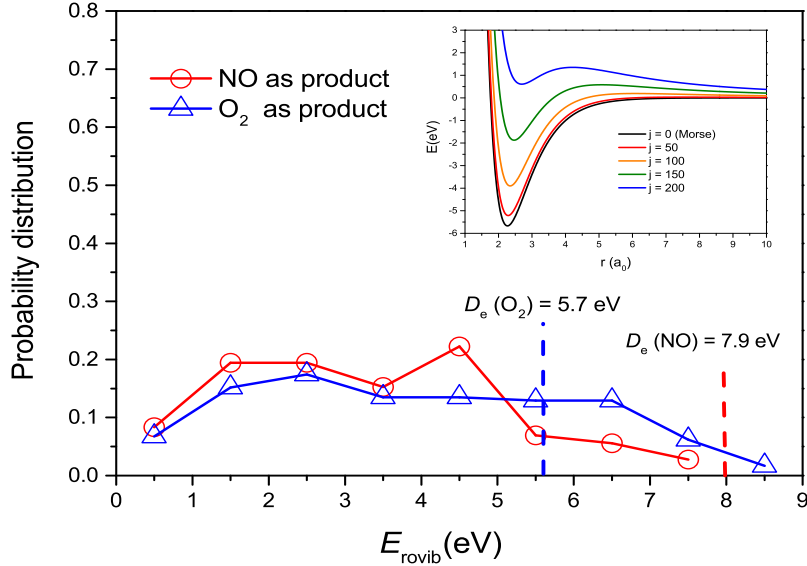 0.8
0.7
0.6
0.5
0.4
0.3
0.2
0.1
0.0
Probability distribution
NO as product
O2 as product
3
2
1
0
-1
-2
-3
-4
-5
-6
E(eV)
j = 0 (Morse)
j = 50
j = 100
j = 150
j = 200
1 2 3 4 5 6 7 8 9 10
r (a0)
De (O2) = 5.7 eV
De (NO) = 7.9 eV
0 1 2 3 4 5 6 7 8 9
Erovib(eV)